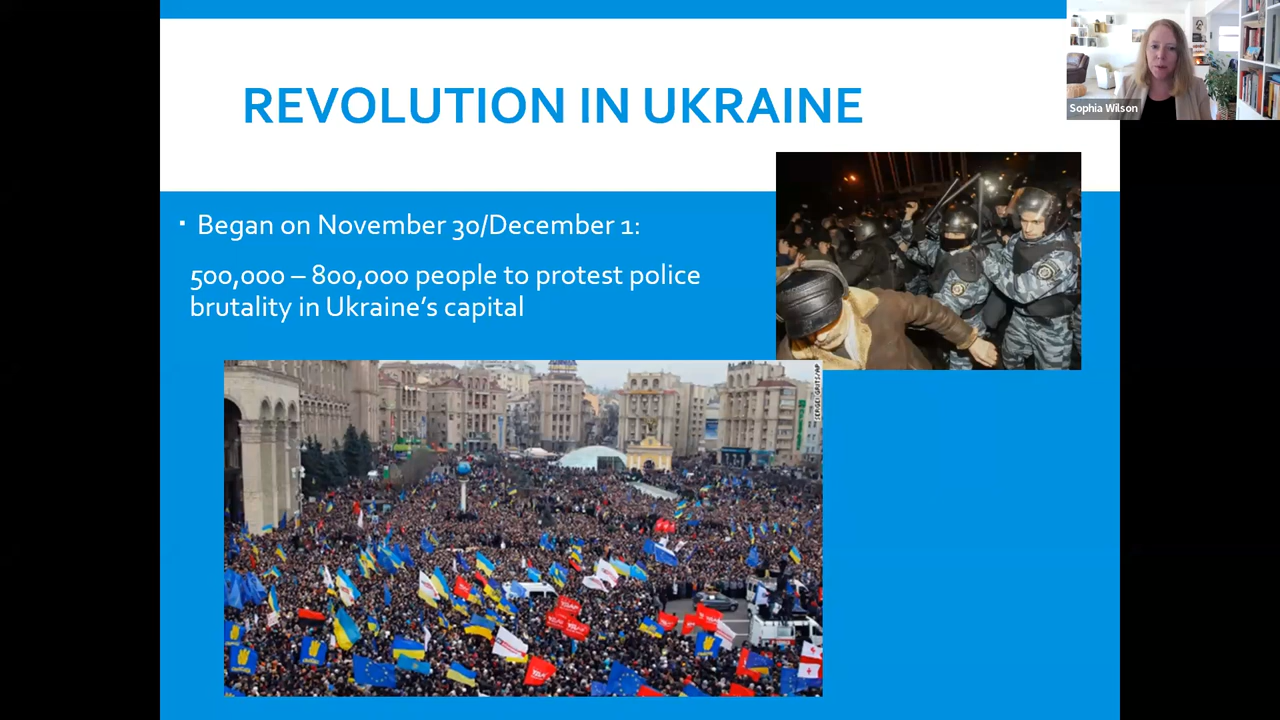 REVOLUTION IN UKRAINE
Sophia Wilson
▪ Began on November 30/December 1:
500,000 – 800,000 people to protest police
brutality in Ukraine’s capital